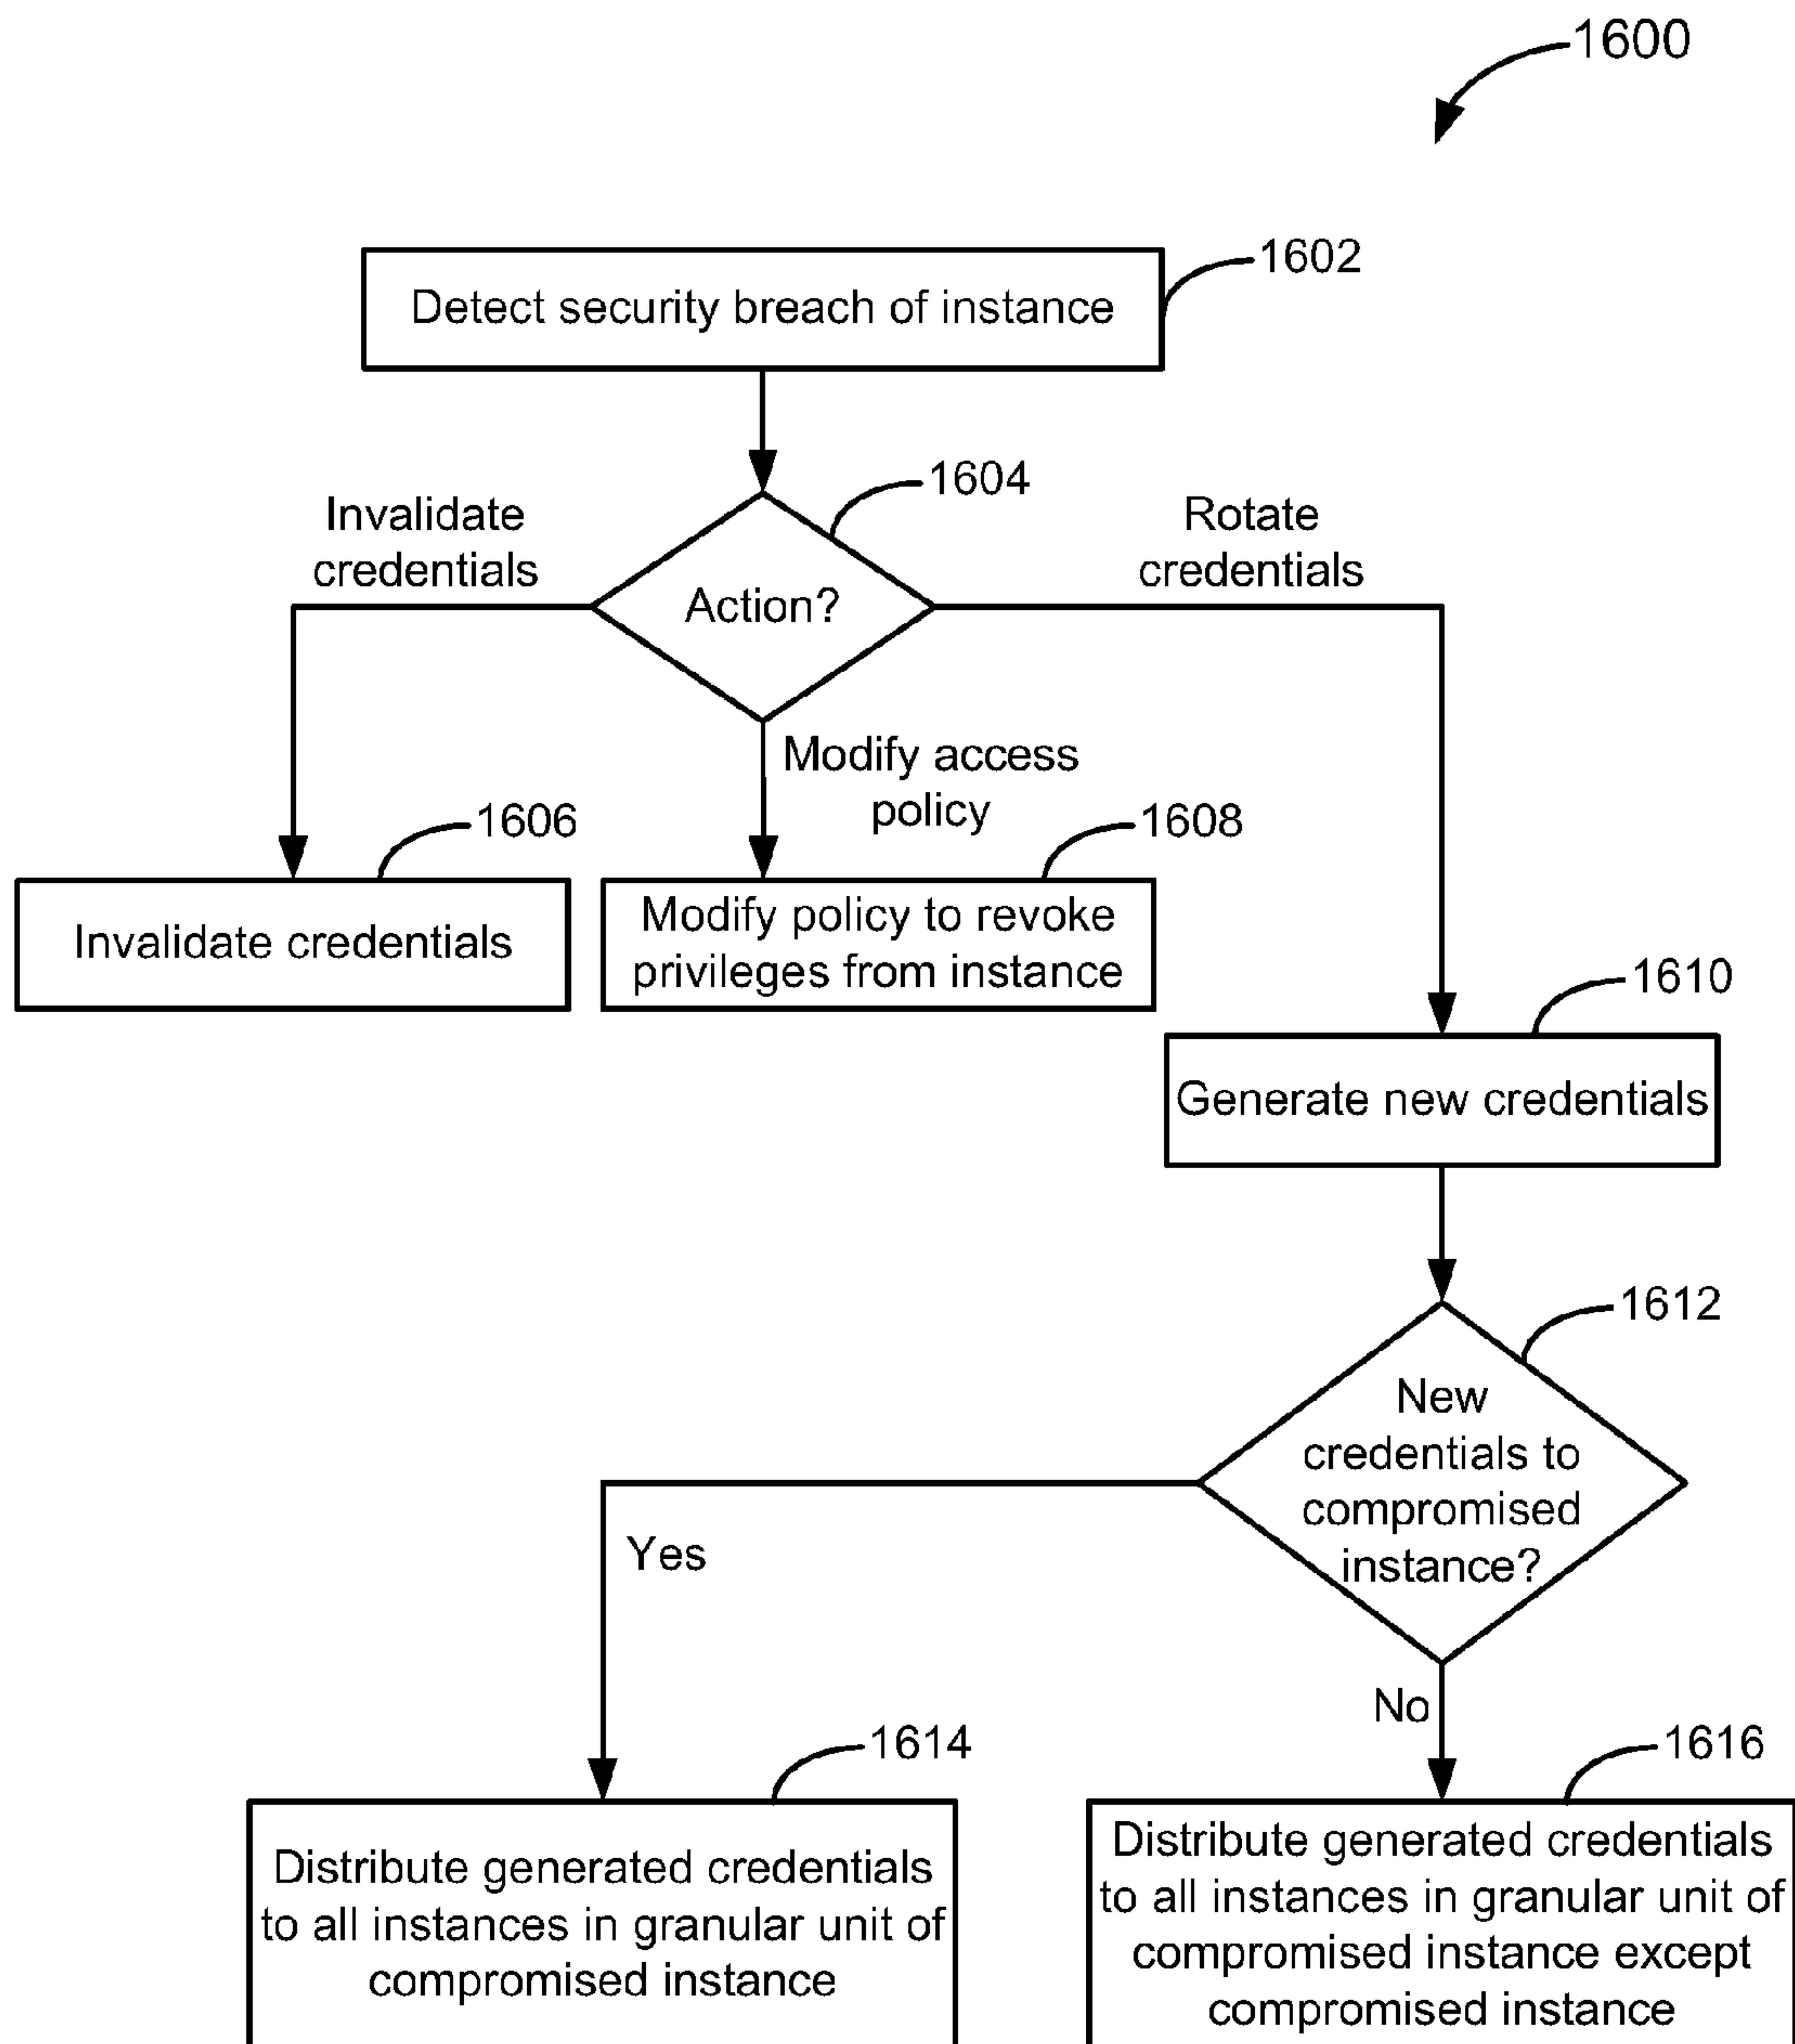 1600
1602
Detect security breach of instance
1604
Invalidate
credentials
Rotate
credentials
Action?
Modify access
policy
1606
1608
Invalidate credentials
Modify policy to revoke
privileges from instance
1610
Generate new credentials
1612
New
credentials to
compromised
instance?
Yes
No
1614
1616
Distribute generated credentials
to all instances in granular unit of
compromised instance
Distribute generated credentials
to all instances in granular unit of
compromised instance except
compromised instance